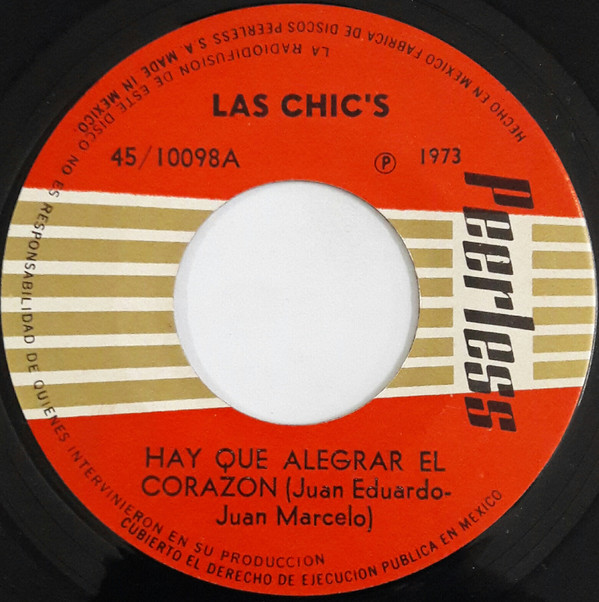 HECHO EN MEXICO FABRICA DE DISCOS PEERLESS S.A. MADE IN MEXICO.
LA RADIODIFUSION DE ESTE DISCO NO ES RESPONSABILIDAD DE QUIENES INTERVINIERON EN SU PRODUCCION
LAS CHIC'S
45/10098A
Ⓟ 1973
Peerless
HAY QUE ALEGRAR EL
CORAZON (Juan Eduardo-
Juan Marcelo)
CUBIERTO EL DERECHO DE EJECUCION PUBLICA EN MEXICO